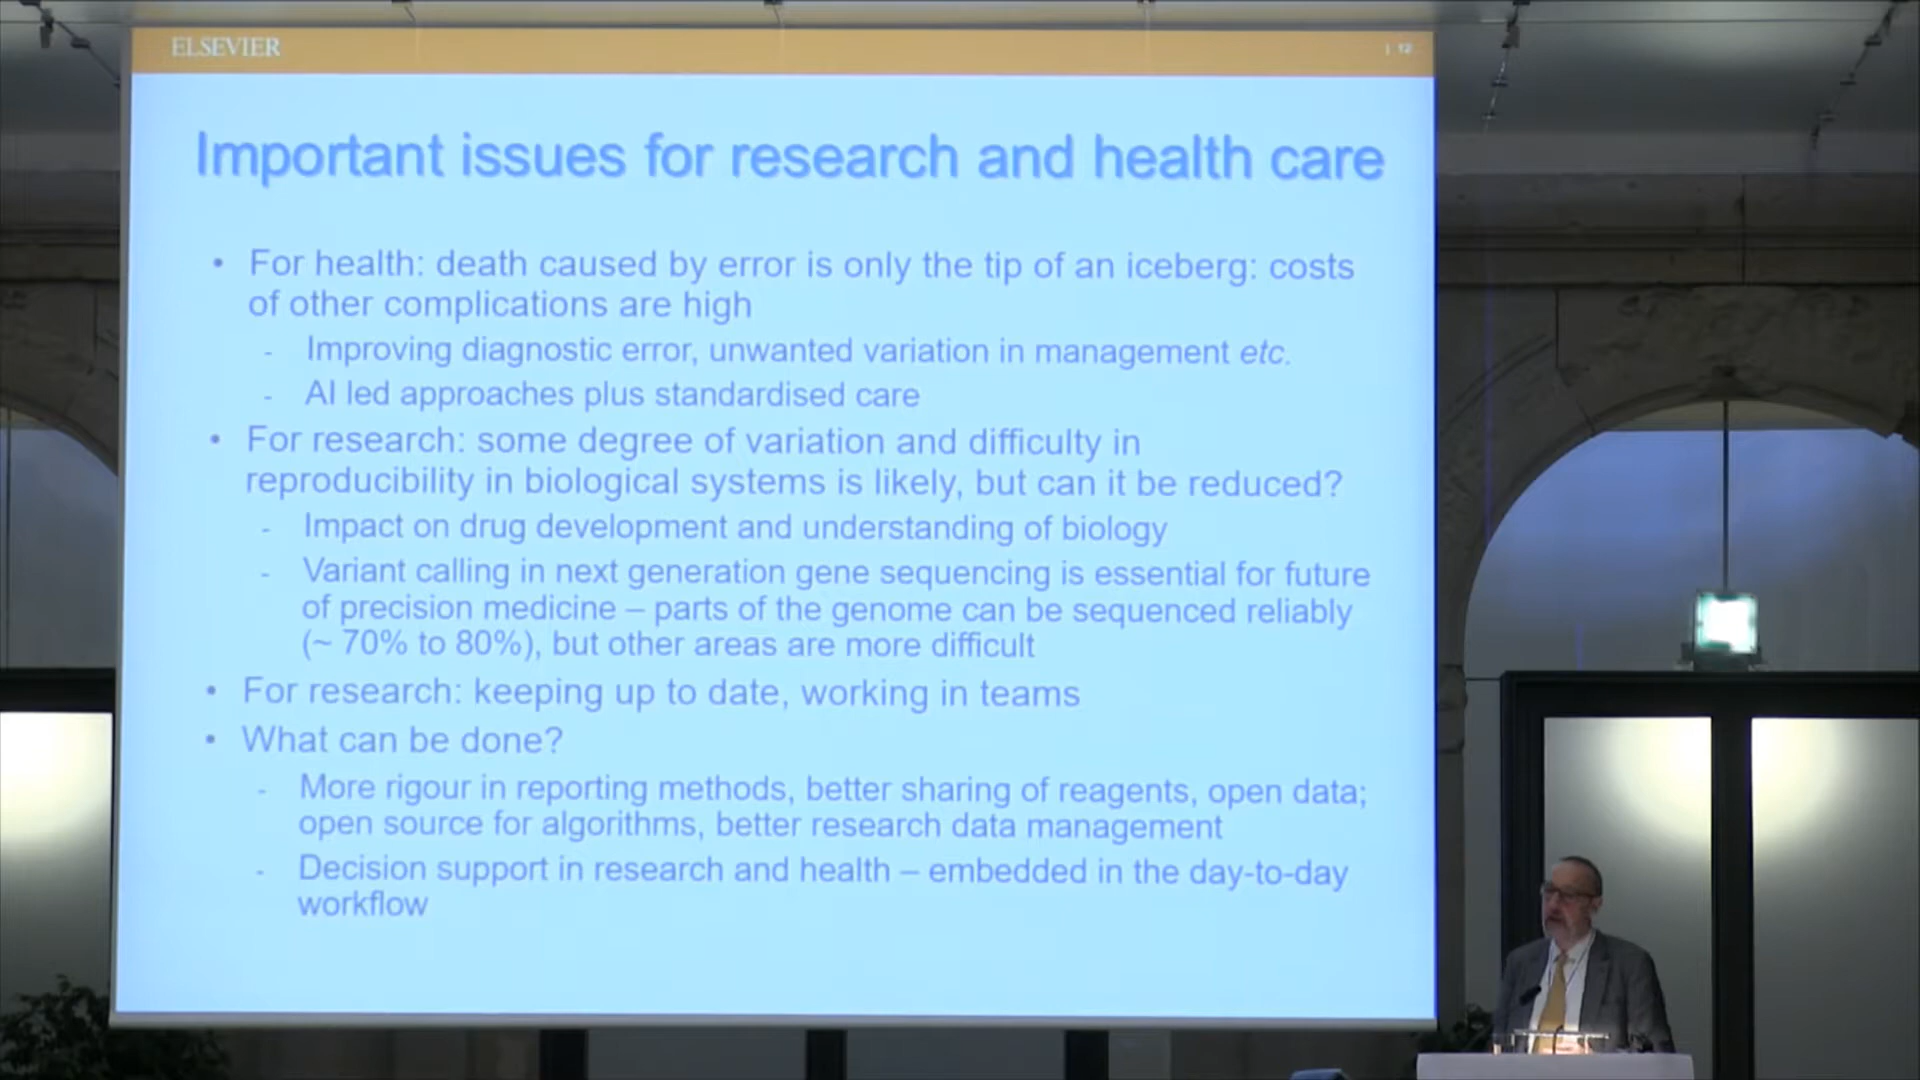 ELSEVIER
| 12
Important issues for research and health care
• For health: death caused by error is only the tip of an iceberg: costs
of other complications are high
- Improving diagnostic error, unwanted variation in management etc.
- AI led approaches plus standardised care
• For research: some degree of variation and difficulty in
reproducibility in biological systems is likely, but can it be reduced?
- Impact on drug development and understanding of biology
- Variant calling in next generation gene sequencing is essential for future
of precision medicine – parts of the genome can be sequenced reliably
(~ 70% to 80%), but other areas are more difficult
• For research: keeping up to date, working in teams
• What can be done?
- More rigour in reporting methods, better sharing of reagents, open data;
open source for algorithms, better research data management
- Decision support in research and health – embedded in the day-to-day
workflow